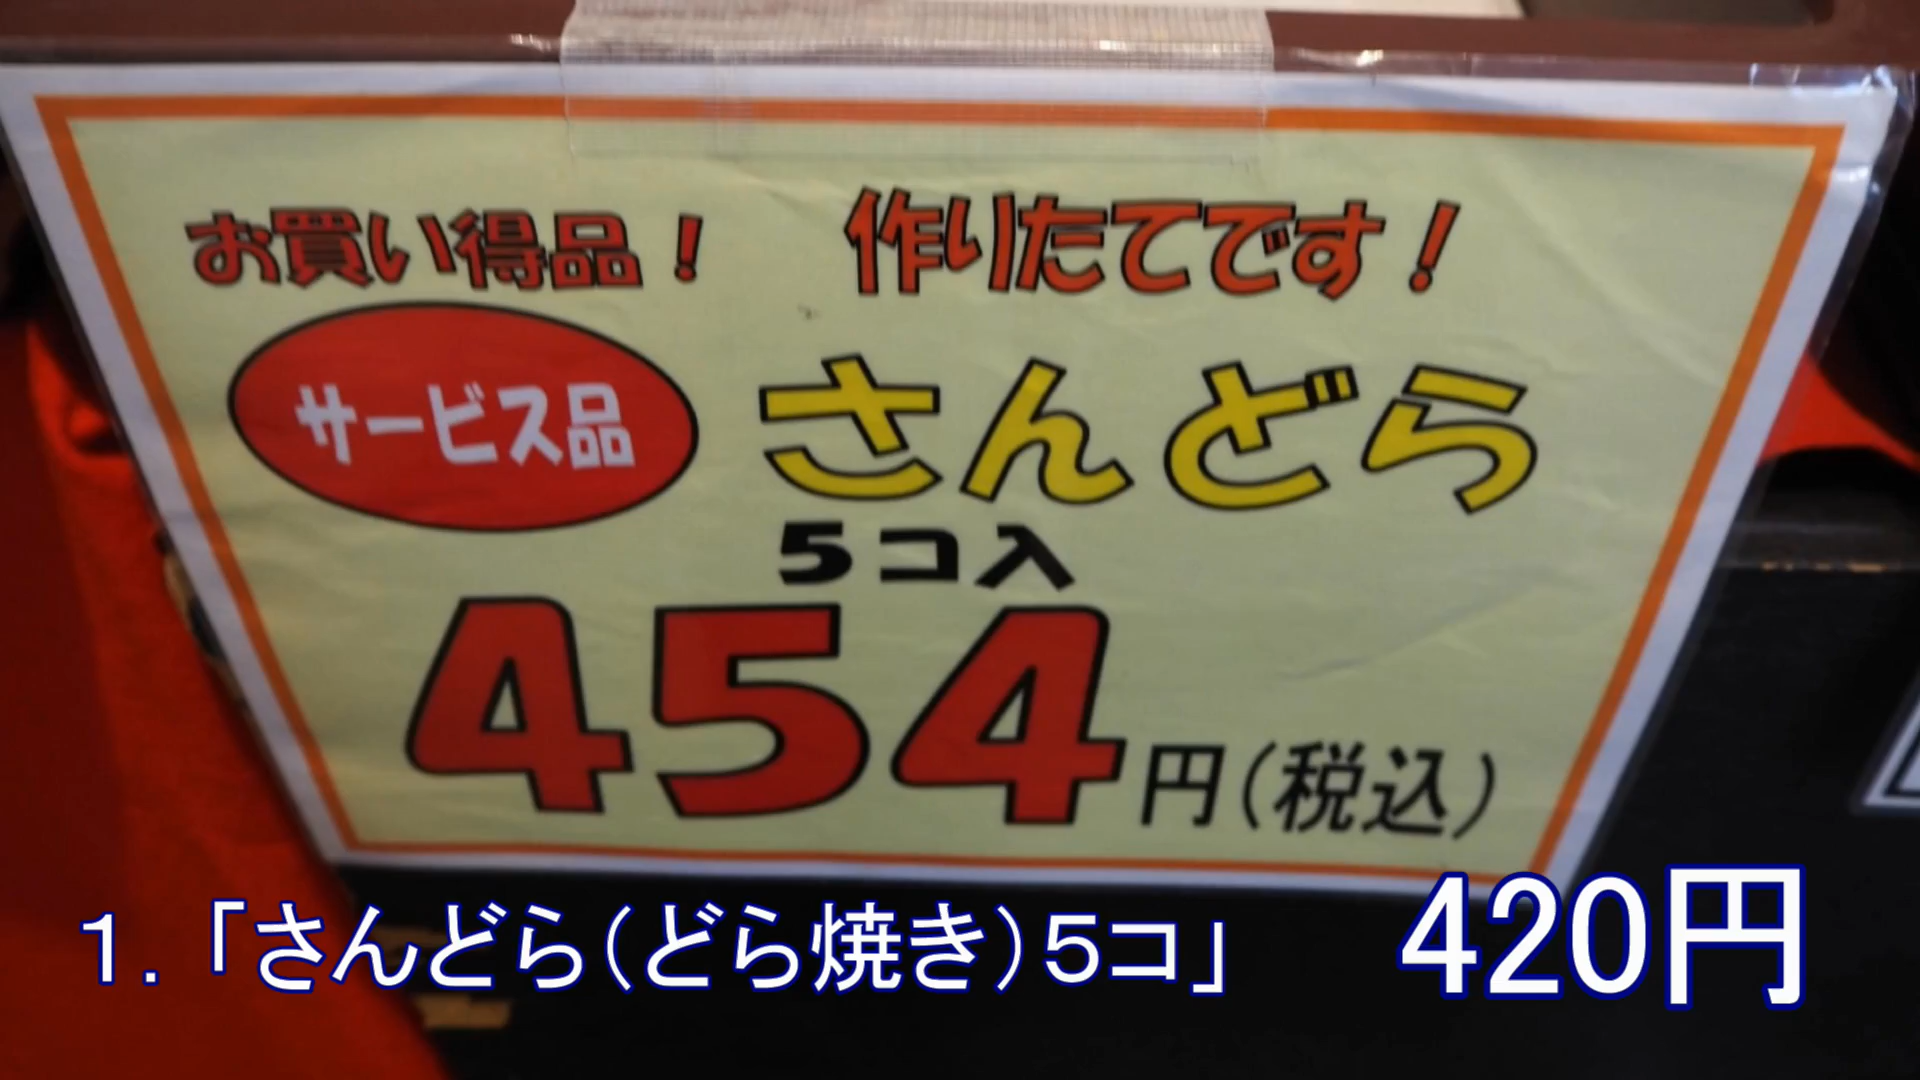 お買い得品！　作りたてです！
サービス品
さんどら
5コ入
454円（税込）
1.「さんどら（どら焼き）5コ」　420円